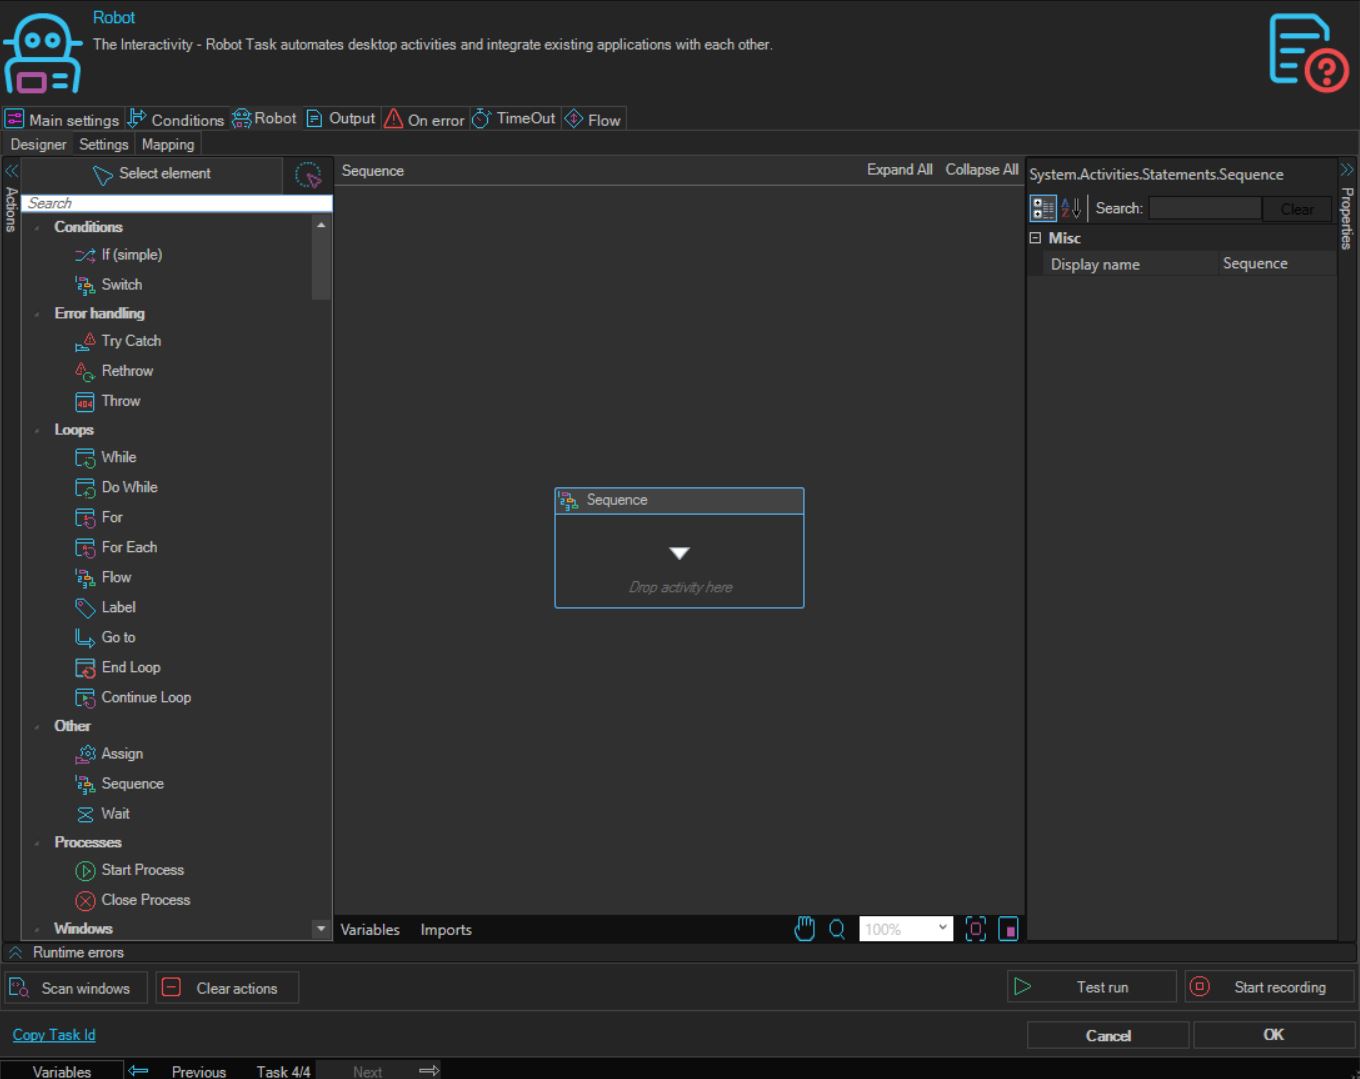 Robot
The Interactivity - Robot Task automates desktop activities and integrate existing applications with each other.
Main settings Conditions Robot Output On error TimeOut Flow
Designer Settings Mapping
Actions
Select element
Search
Conditions
If (simple)
Switch
Error handling
Try Catch
Rethrow
404
Throw
Loops
While
Do While
For
For Each
Flow
Label
Go to
End Loop
Continue Loop
Other
Assign
Sequence
Wait
Processes
Start Process
Close Process
Windows
Sequence Expand All Collapse All
Sequence
Drop activity here
Variables Imports 100%
System.Activities.Statements.Sequence
Search: Clear
Misc
Display name Sequence
Properties
Runtime errors
Scan windows Clear actions Test run Start recording
Copy Task Id Cancel OK
Variables Previous Task 4/4 Next